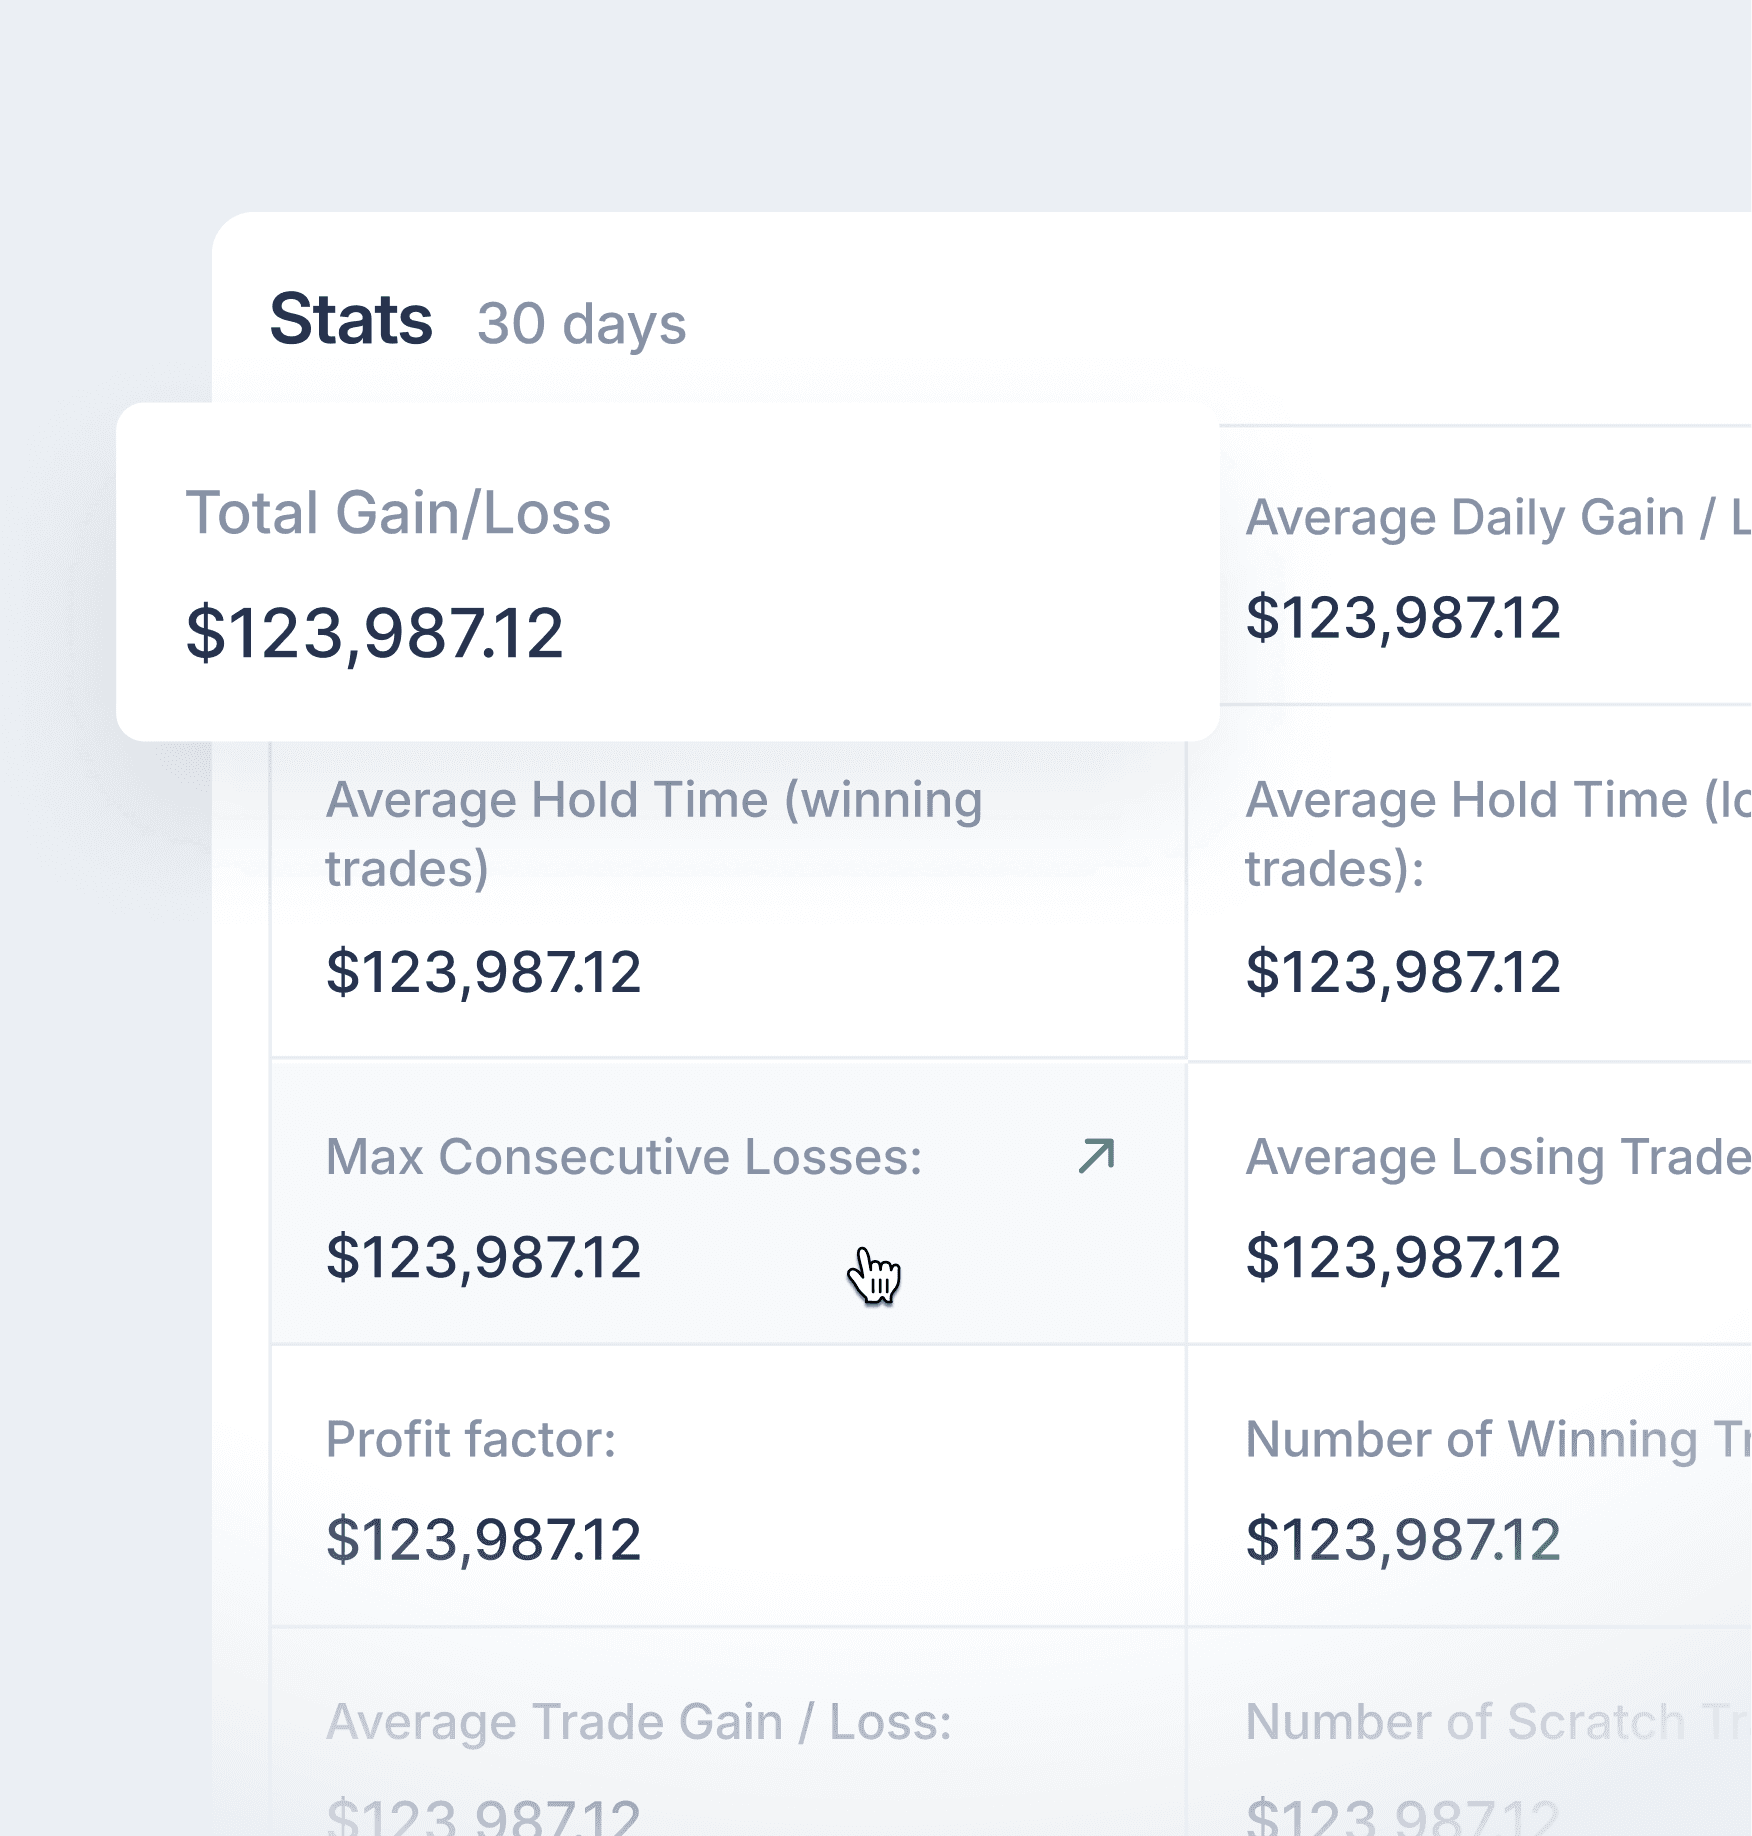 Stats 30 days
Total Gain/Loss
$123,987.12
Average Daily Gain / L
$123,987.12
Average Hold Time (winning
trades)
$123,987.12
Average Hold Time (lo
trades):
$123,987.12
Max Consecutive Losses:
$123,987.12
Average Losing Trade
$123,987.12
Profit factor:
$123,987.12
Number of Winning Tr
$123,987.12
Average Trade Gain / Loss:
$123,987.12
Number of Scratch Tr
$123,987.12